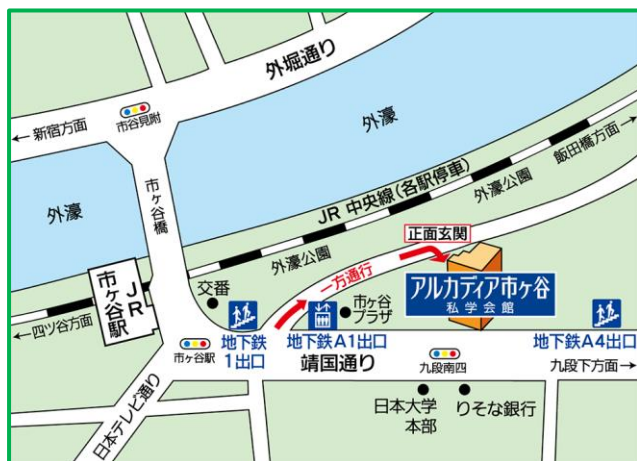 外堀通り
←新宿方面
市谷見附
外濠
飯田橋方面→
外濠
市ヶ谷橋
JR 中央線(各駅停車)
外濠公園
正面玄関
外濠公園
一方通行
JR
市ヶ谷駅
交番
アルカディア市ヶ谷
私学会館
市ヶ谷
プラザ
←四ツ谷方面
市ヶ谷駅
地下鉄
1出口
地下鉄A1出口
地下鉄A4出口
靖国通り
九段南四
九段下方面→
日本テレビ通り
日本大学
本部
りそな銀行